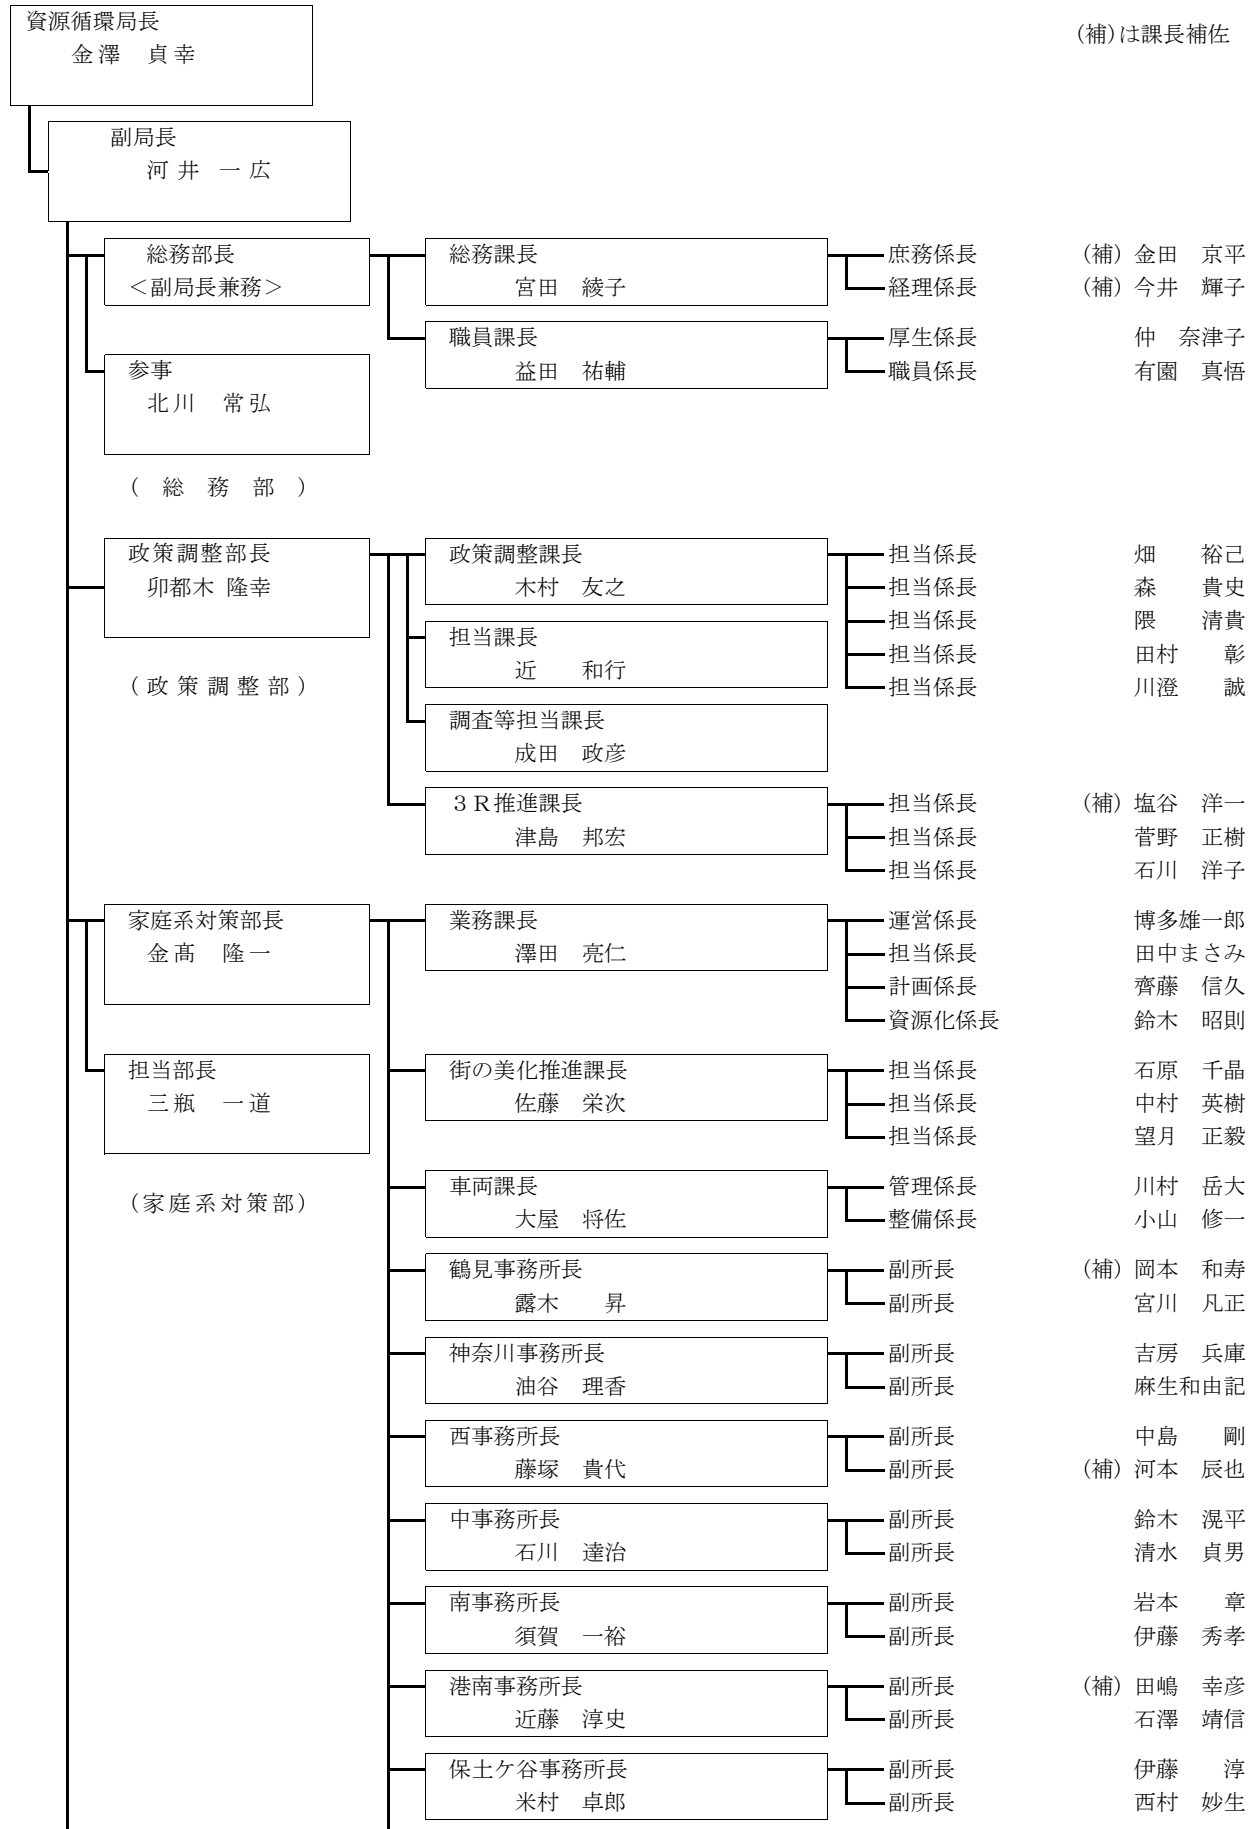 資源循環局長
金澤　貞幸
(補)は課長補佐
副局長
河井　一広
総務部長
＜副局長兼務＞
総務課長
宮田　綾子
庶務係長　(補) 金田　京平
経理係長　(補) 今井　輝子
職員課長
益田　祐輔
厚生係長　仲　奈津子
職員係長　有園　真悟
参事
北川　常弘
(　総　務　部　)
政策調整部長
卯都木 隆幸
(政策調整部)
政策調整課長
木村　友之
担当係長　畑　　裕己
担当係長　森　　貴史
担当係長　隈　　清貴
担当係長　田村　　彰
担当係長　川澄　　誠
担当課長
近　　和行
調査等担当課長
成田　政彦
３Ｒ推進課長
津島　邦宏
担当係長　(補) 塩谷　洋一
担当係長　菅野　正樹
担当係長　石川　洋子
家庭系対策部長
金髙　隆一
業務課長
澤田　亮仁
運営係長　博多雄一郎
担当係長　田中まさみ
計画係長　齊藤　信久
資源化係長　鈴木　昭則
担当部長
三瓶　一道
(家庭系対策部)
街の美化推進課長
佐藤　栄次
担当係長　石原　千晶
担当係長　中村　英樹
担当係長　望月　正毅
車両課長
大屋　将佐
管理係長　川村　岳大
整備係長　小山　修一
鶴見事務所長
露木　　昇
副所長　(補) 岡本　和寿
副所長　宮川　凡正
神奈川事務所長
油谷　理香
副所長　吉房　兵庫
副所長　麻生和由記
西事務所長
藤塚　貴代
副所長　中島　　剛
副所長　(補) 河本　辰也
中事務所長
石川　達治
副所長　鈴木　滉平
副所長　清水　貞男
南事務所長
須賀　一裕
副所長　岩本　　章
副所長　伊藤　秀孝
港南事務所長
近藤　淳史
副所長　(補) 田嶋　幸彦
副所長　石澤　靖信
保土ケ谷事務所長
米村　卓郎
副所長　伊藤　　淳
副所長　西村　妙生